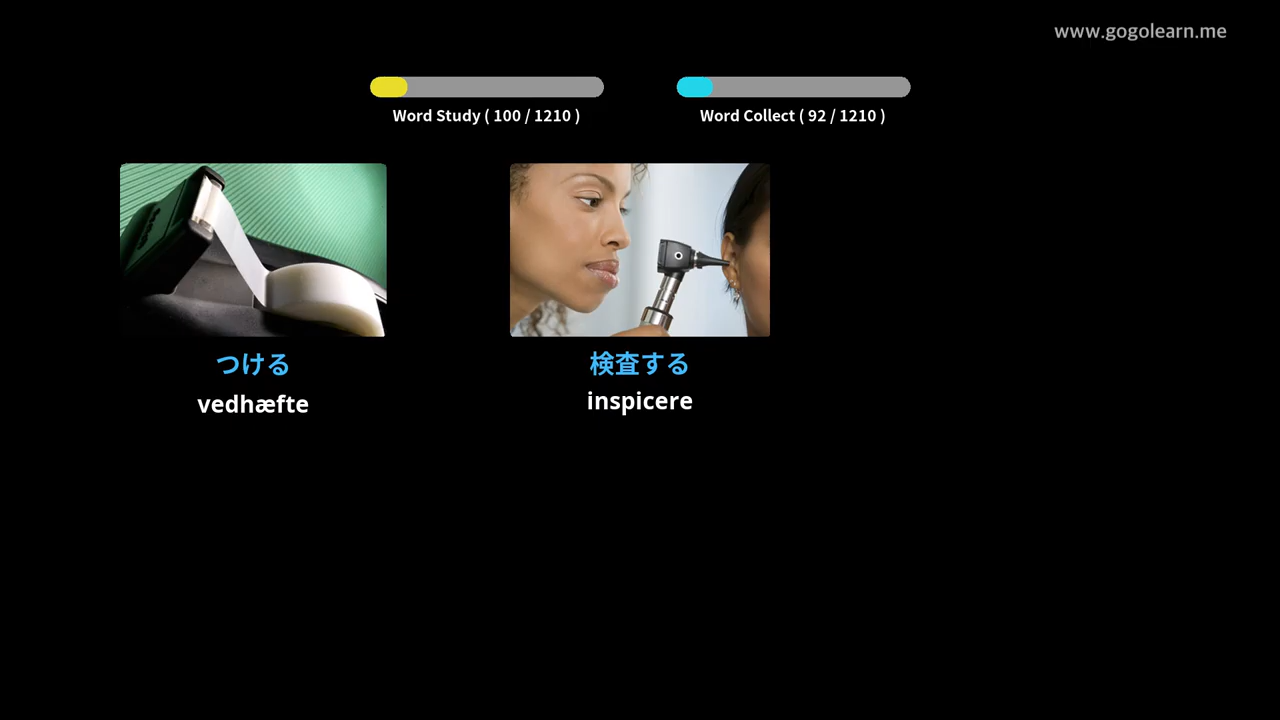 www.gogolearn.me
Word Study ( 100 / 1210 )
Word Collect ( 92 / 1210 )
つける
vedhæfte
検査する
inspicere